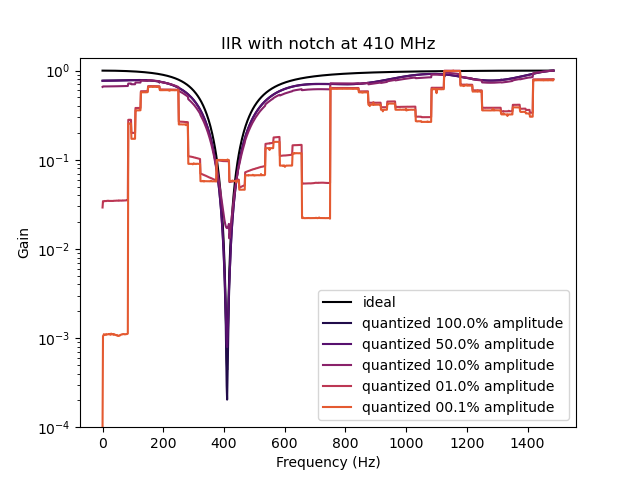 IIR with notch at 410 MHz
Gain
10^0
10^-1
10^-2
10^-3
10^-4
ideal
quantized 100.0% amplitude
quantized 50.0% amplitude
quantized 10.0% amplitude
quantized 01.0% amplitude
quantized 00.1% amplitude
0 200 400 600 800 1000 1200 1400
Frequency (Hz)